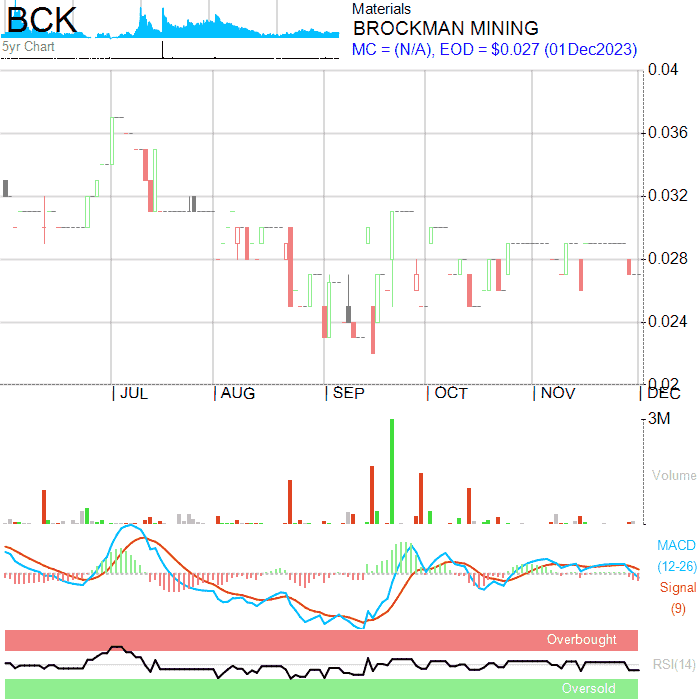 BCK
5yr Chart
Materials
BROCKMAN MINING
MC = (N/A), EOD = $0.027 (01Dec2023)
0.04
0.036
0.032
0.028
0.024
0.02
JUL AUG SEP OCT NOV DEC
3M
Volume
MACD
(12-26)
Signal
(9)
Overbought
RSI(14)
Oversold